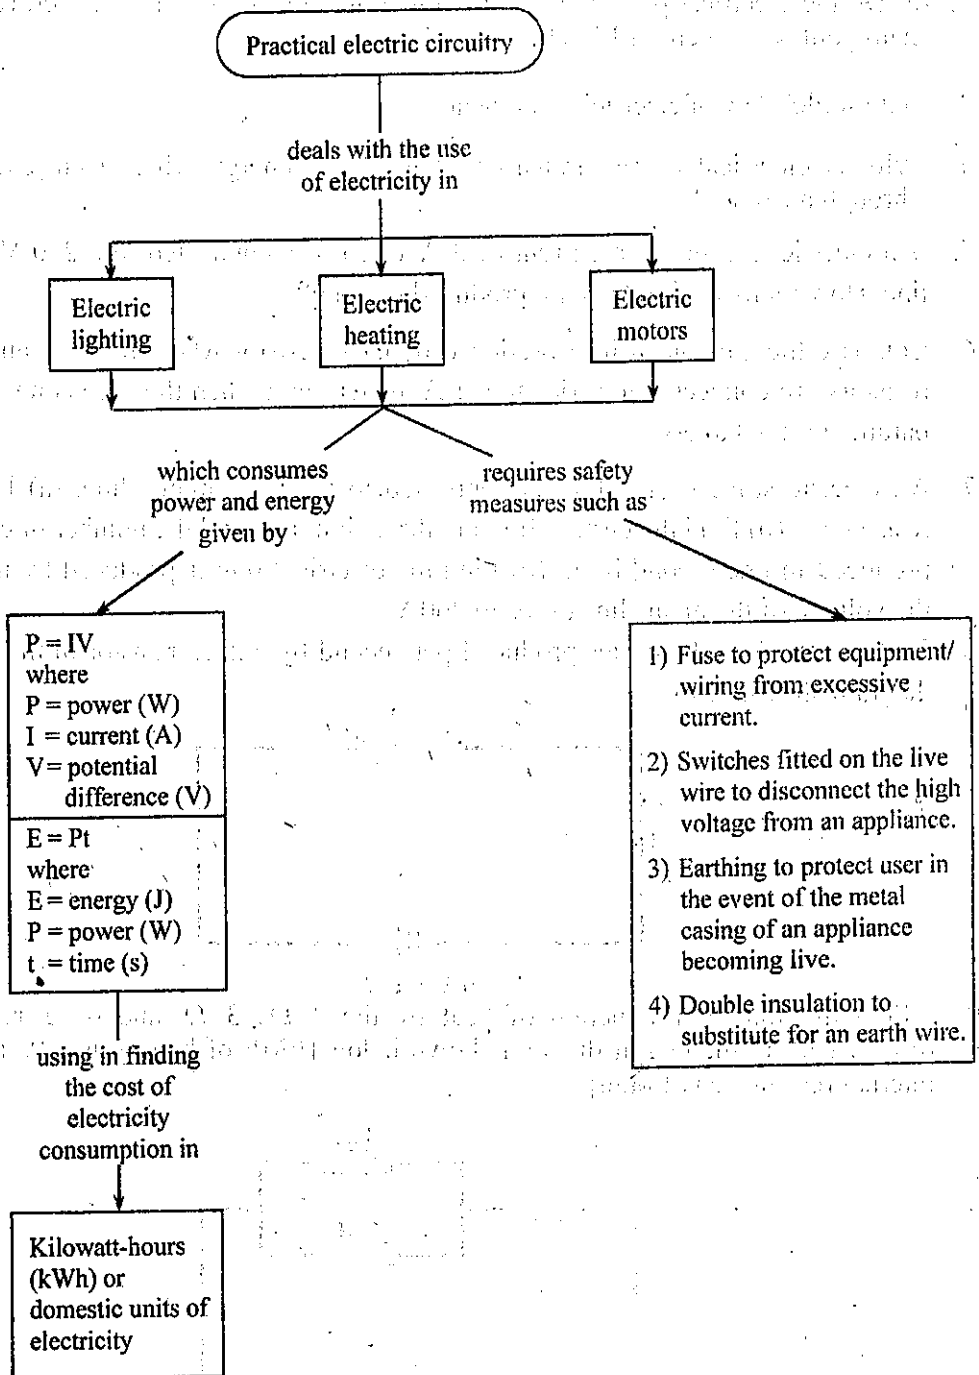 Practical electric circuitry
deals with the use
of electricity in
Electric
lighting
Electric
heating
Electric
motors
which consumes
power and energy
given by
requires safety
measures such as
P = IV
where
P = power (W)
I = current (A)
V= potential
difference (V)
E = Pt
where
E = energy (J)
P = power (W)
t = time (s)
1) Fuse to protect equipment/
wiring from excessive
current.
2) Switches fitted on the live
wire to disconnect the high
voltage from an appliance.
3) Earthing to protect user in
the event of the metal
casing of an appliance
becoming live.
4) Double insulation to
substitute for an earth wire.
using in finding
the cost of
electricity
consumption in
Kilowatt-hours
(kWh) or
domestic units of
electricity